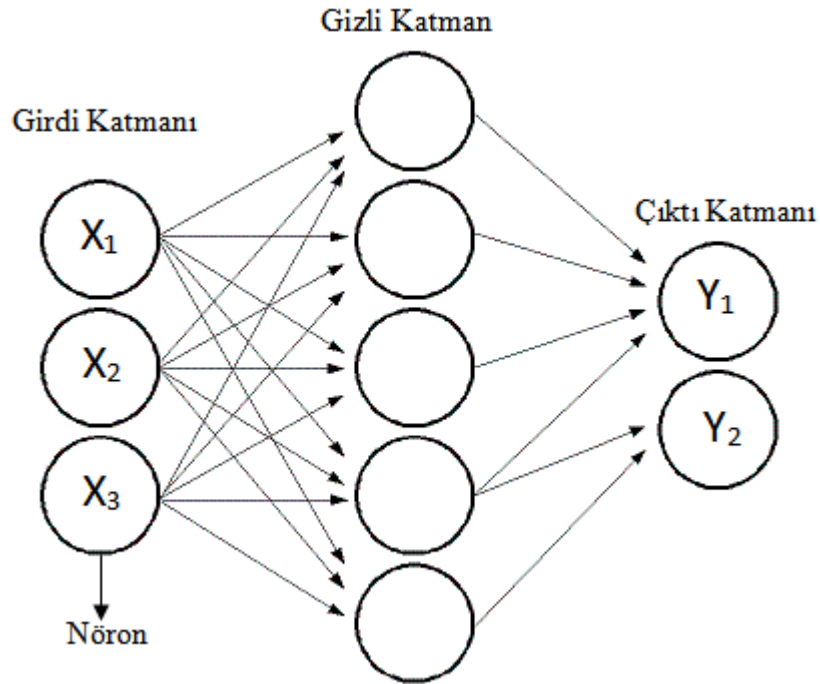 Gizli Katman
Girdi Katmanı
Çıktı Katmanı
X₁
X₂
X₃
Y₁
Y₂
Nöron